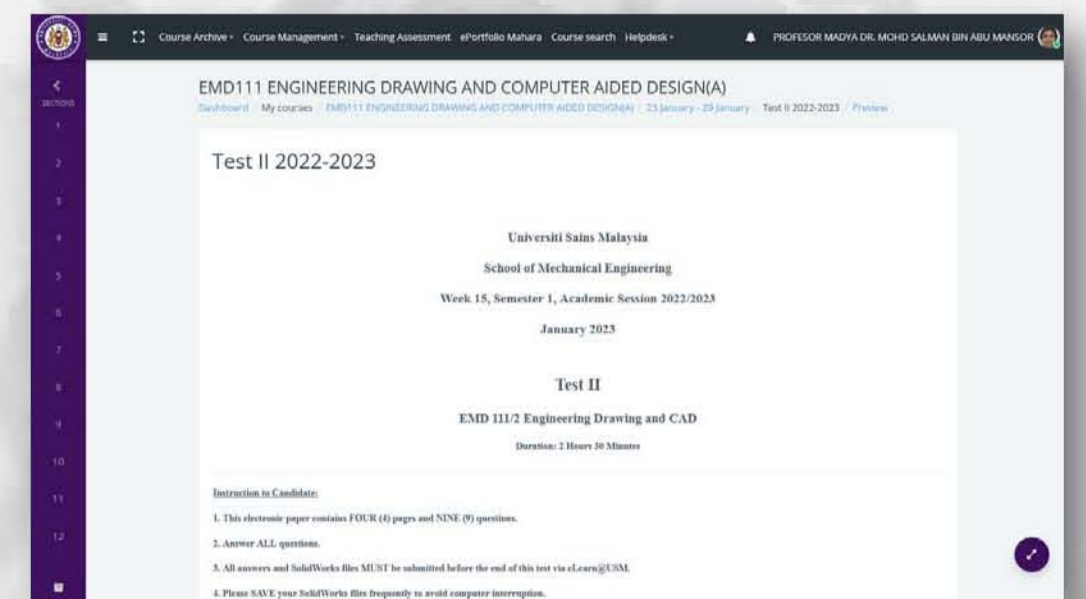 Course Archive Course Management Teaching Assessment ePortfolio Mahara Course search Helpdesk PROFESOR MADYA DR. MOHD SALMAN BIN ABU MANSOR
SECTIONS
EMD111 ENGINEERING DRAWING AND COMPUTER AIDED DESIGN(A)
Dashboard / My courses / EMD111 ENGINEERING DRAWING AND COMPUTER AIDED DESIGN(A) / 23 January - 29 January / Test II 2022-2023 / Preview
1
2
3
4
5
6
7
8
9
10
11
12
Test II 2022-2023
Universiti Sains Malaysia
School of Mechanical Engineering
Week 15, Semester 1, Academic Session 2022/2023
January 2023
Test II
EMD 111/2 Engineering Drawing and CAD
Duration: 2 Hours 30 Minutes
Instruction to Candidate:
1. This electronic paper contains FOUR (4) pages and NINE (9) questions.
2. Answer ALL questions.
3. All answers and SolidWorks files MUST be submitted before the end of this test via eLearn@USM.
4. Please SAVE your SolidWorks files frequently to avoid computer interruption.